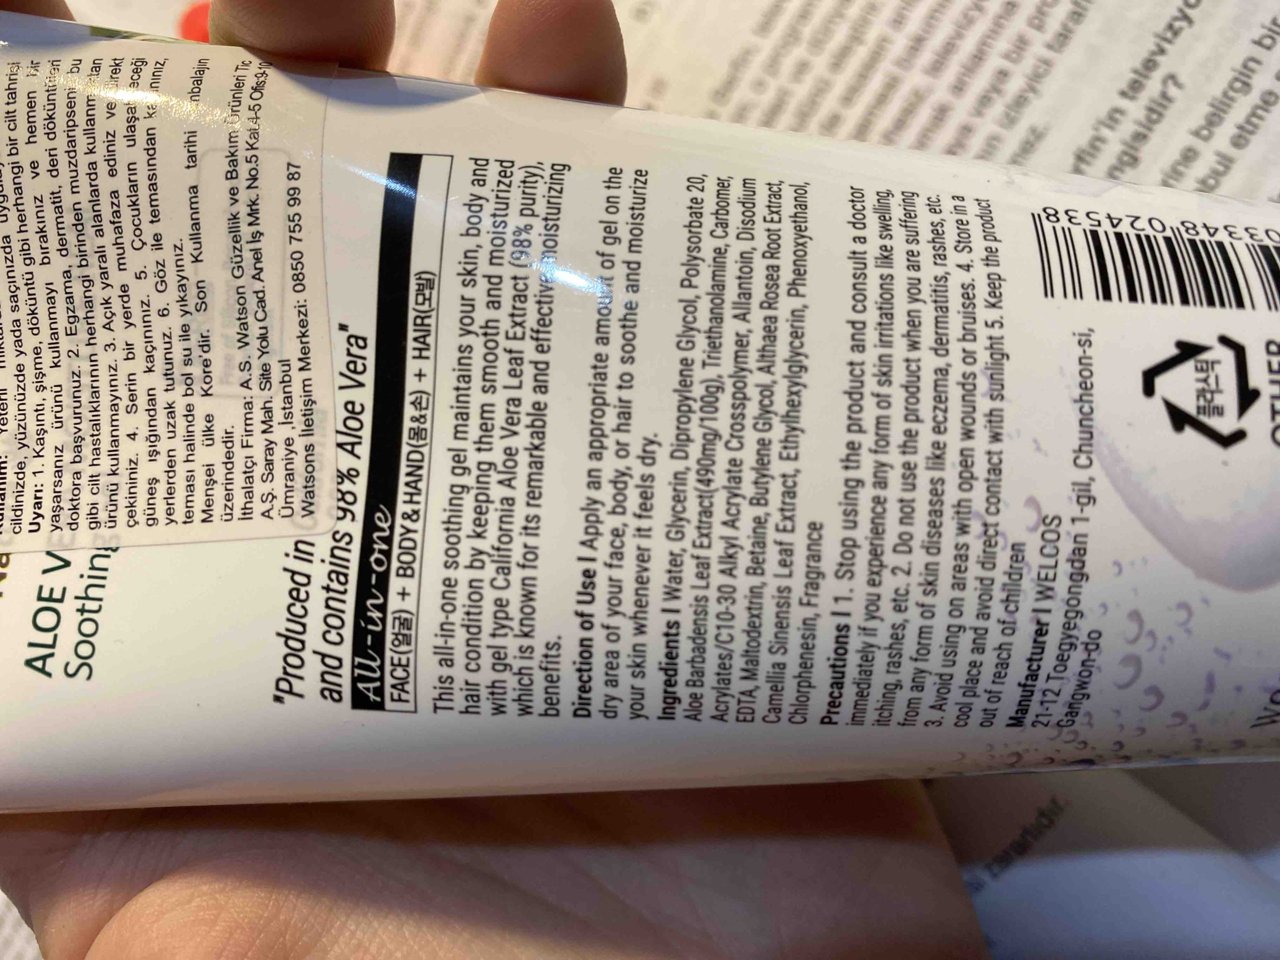 ALOE V
Soothing
cildinizde, yüzünüzde yada saçınızda
Uyarı: 1. Kaşıntı, şişme, döküntü gibi herhangi bir cilt tahrişi
yaşarsanız ürünü kullanmayı bırakınız ve hemen bir
doktora başvurunuz. 2. Egzama, dermatit, deri döküntüleri
gibi cilt hastalıklarının herhangi birinden muzdaripseniz bu
ürünü kullanmayınız. 3. Açık yaralı alanlarda kullanmaktan
çekininiz. 4. Serin bir yerde muhafaza ediniz ve direkt
güneş ışığından kaçınınız. 5. Çocukların ulaşabileceği
yerlerden uzak tutunuz. 6. Göz ile temasından kaçınınız,
teması halinde bol su ile yıkayınız.
Menşei ülke Kore'dir. Son Kullanma tarihi
üzerindedir.
İthalatçı Firma: A.S. Watson Güzellik ve Bakım Ürünleri Tic
A.Ş. Saray Mah. Site Yolu Cad. Anel İş Mrk. No.5 Kat:4-5 Ofis:9-10
Ümraniye ,İstanbul
Watsons İletişim Merkezi: 0850 755 99 87
"Produced in
and contains 98% Aloe Vera"
All-in-one
FACE(얼굴) + BODY & HAND(몸&손) + HAIR(모발)
This all-in-one soothing gel maintains your skin, body and
hair condition by keeping them smooth and moisturized
with gel type California Aloe Vera Leaf Extract (98% purity),
which is known for its remarkable and effective moisturizing
benefits.
Direction of Use I Apply an appropriate amount of gel on the
dry area of your face, body, or hair to soothe and moisturize
your skin whenever it feels dry.
Ingredients I Water, Glycerin, Dipropylene Glycol, Polysorbate 20,
Aloe Barbadensis Leaf Extract(490mg/100g), Triethanolamine, Carbomer,
Acrylates/C10-30 Alkyl Acrylate Crosspolymer, Allantoin, Disodium
EDTA, Maltodextrin, Betaine, Butylene Glycol, Althaea Rosea Root Extract,
Camellia Sinensis Leaf Extract, Ethylhexylglycerin, Phenoxyethanol,
Chlorphenesin, Fragrance
Precautions I 1. Stop using the product and consult a doctor
immediately if you experience any form of skin irritations like swelling,
itching, rashes, etc. 2. Do not use the product when you are suffering
from any form of skin diseases like eczema, dermatitis, rashes, etc.
3. Avoid using on areas with open wounds or bruises. 4. Store in a
cool place and avoid direct contact with sunlight 5. Keep the product
out of reach of children
Manufacturer I WELCOS
21-12 Toegyegongdan 1-gil, Chuncheon-si,
Gangwon-do
플라스틱
OTHER
03348 02453 8